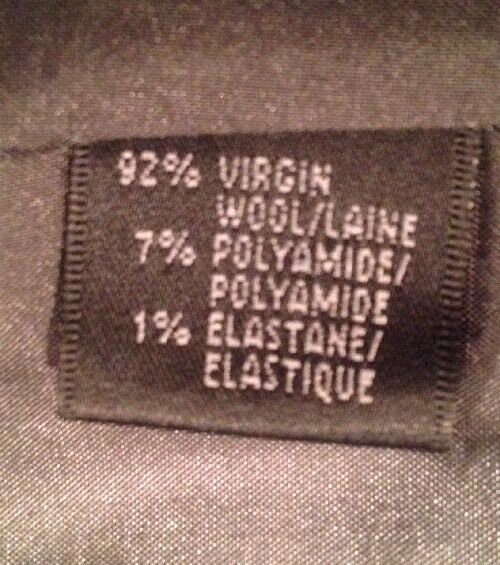 92% VIRGIN
WOOL/LAINE
7% POLYAMIDE/
POLYAMIDE
1% ELASTANE/
ELASTIQUE